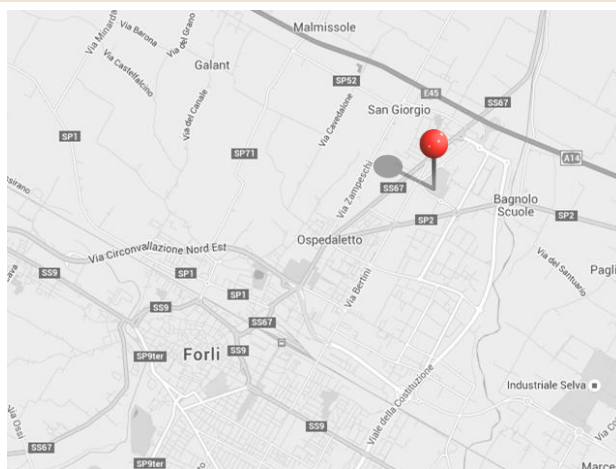 Malmissole
Via Minarda
Via del Grano
Via Barona
Via Castelfalcino
Galant
SP52
E45
San Giorgio
SS67
Via del Canale
Via Cavedalone
SP1
SP71
A14
Via Zampeschi
SS67
Bagnolo
Scuole
SP2
SP2
Ospedaletto
Via Circonvallazione Nord Est
Via del Santuario
Pagli
SS9
SP1
SP1
Via Bertini
SS9
SS67
Forlì
SS9
SP9ter
Viale della Costituzione
Industriale Selva
Via Ossi
SS67
SS9
SP9ter
Via Co
Marce